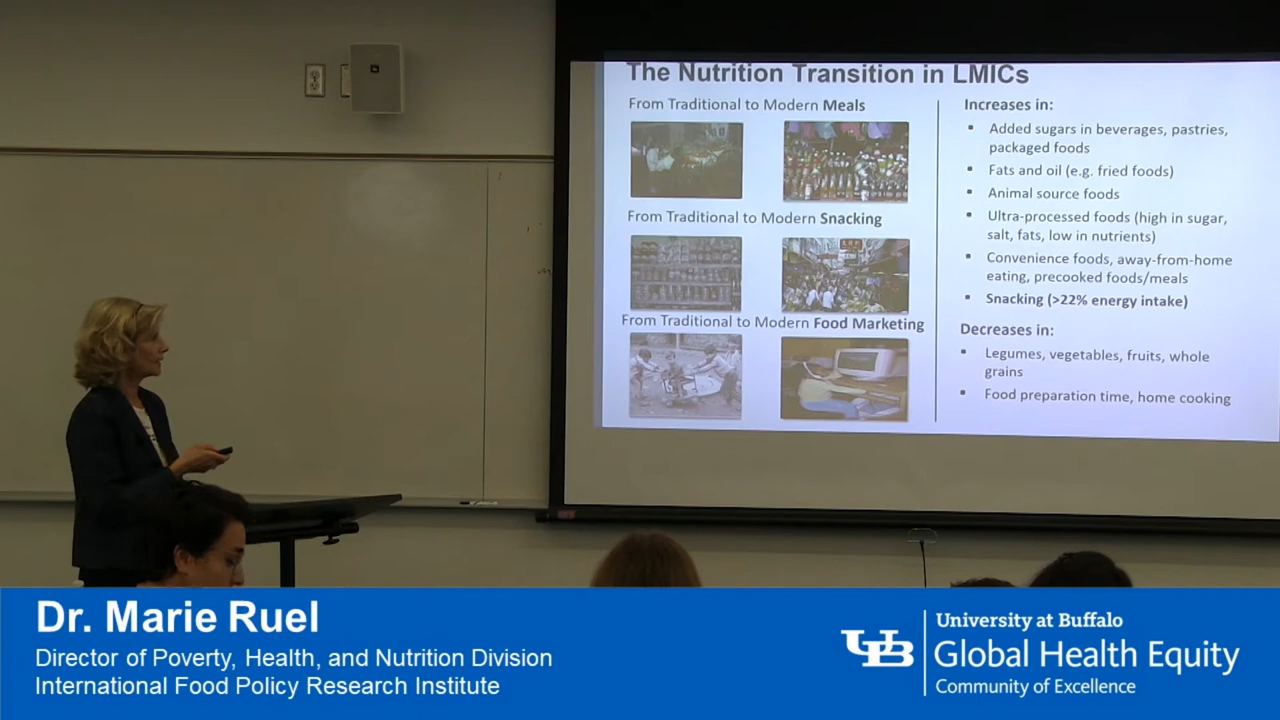 The Nutrition Transition in LMICs
From Traditional to Modern Meals
From Traditional to Modern Snacking
From Traditional to Modern Food Marketing
Increases in:
▪ Added sugars in beverages, pastries,
packaged foods
▪ Fats and oil (e.g. fried foods)
▪ Animal source foods
▪ Ultra-processed foods (high in sugar,
salt, fats, low in nutrients)
▪ Convenience foods, away-from-home
eating, precooked foods/meals
▪ Snacking (>22% energy intake)
Decreases in:
▪ Legumes, vegetables, fruits, whole
grains
▪ Food preparation time, home cooking
Dr. Marie Ruel
Director of Poverty, Health, and Nutrition Division
International Food Policy Research Institute
UB
University at Buffalo
Global Health Equity
Community of Excellence